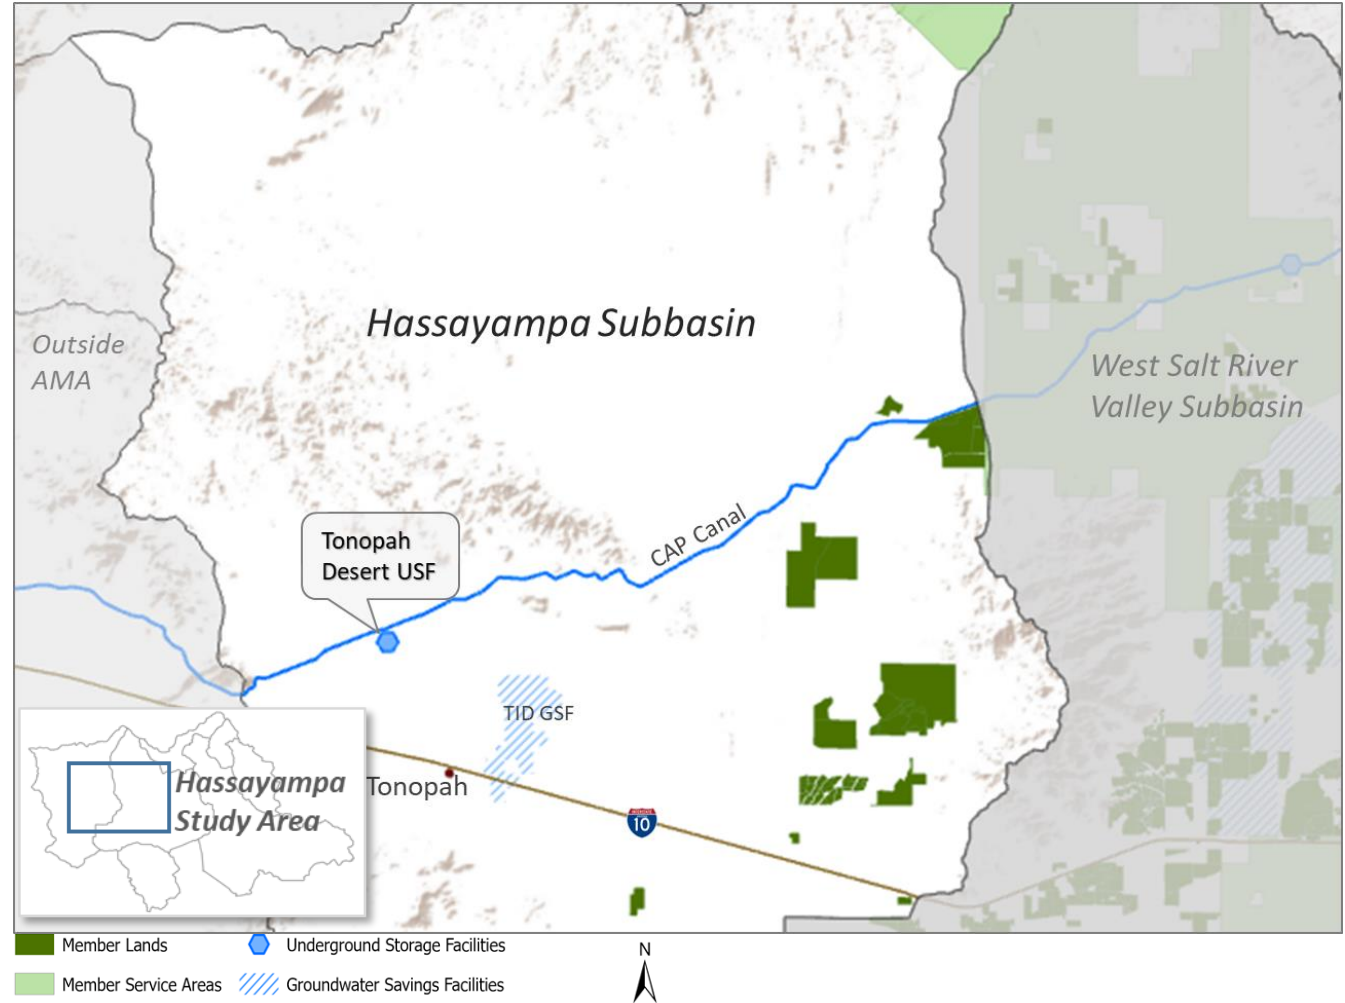 Hassayampa Subbasin
Outside
AMA
West Salt River
Valley Subbasin
CAP Canal
Tonopah
Desert USF
TID GSF
Tonopah
10
Hassayampa
Study Area
Member Lands
Underground Storage Facilities
N
Member Service Areas
Groundwater Savings Facilities